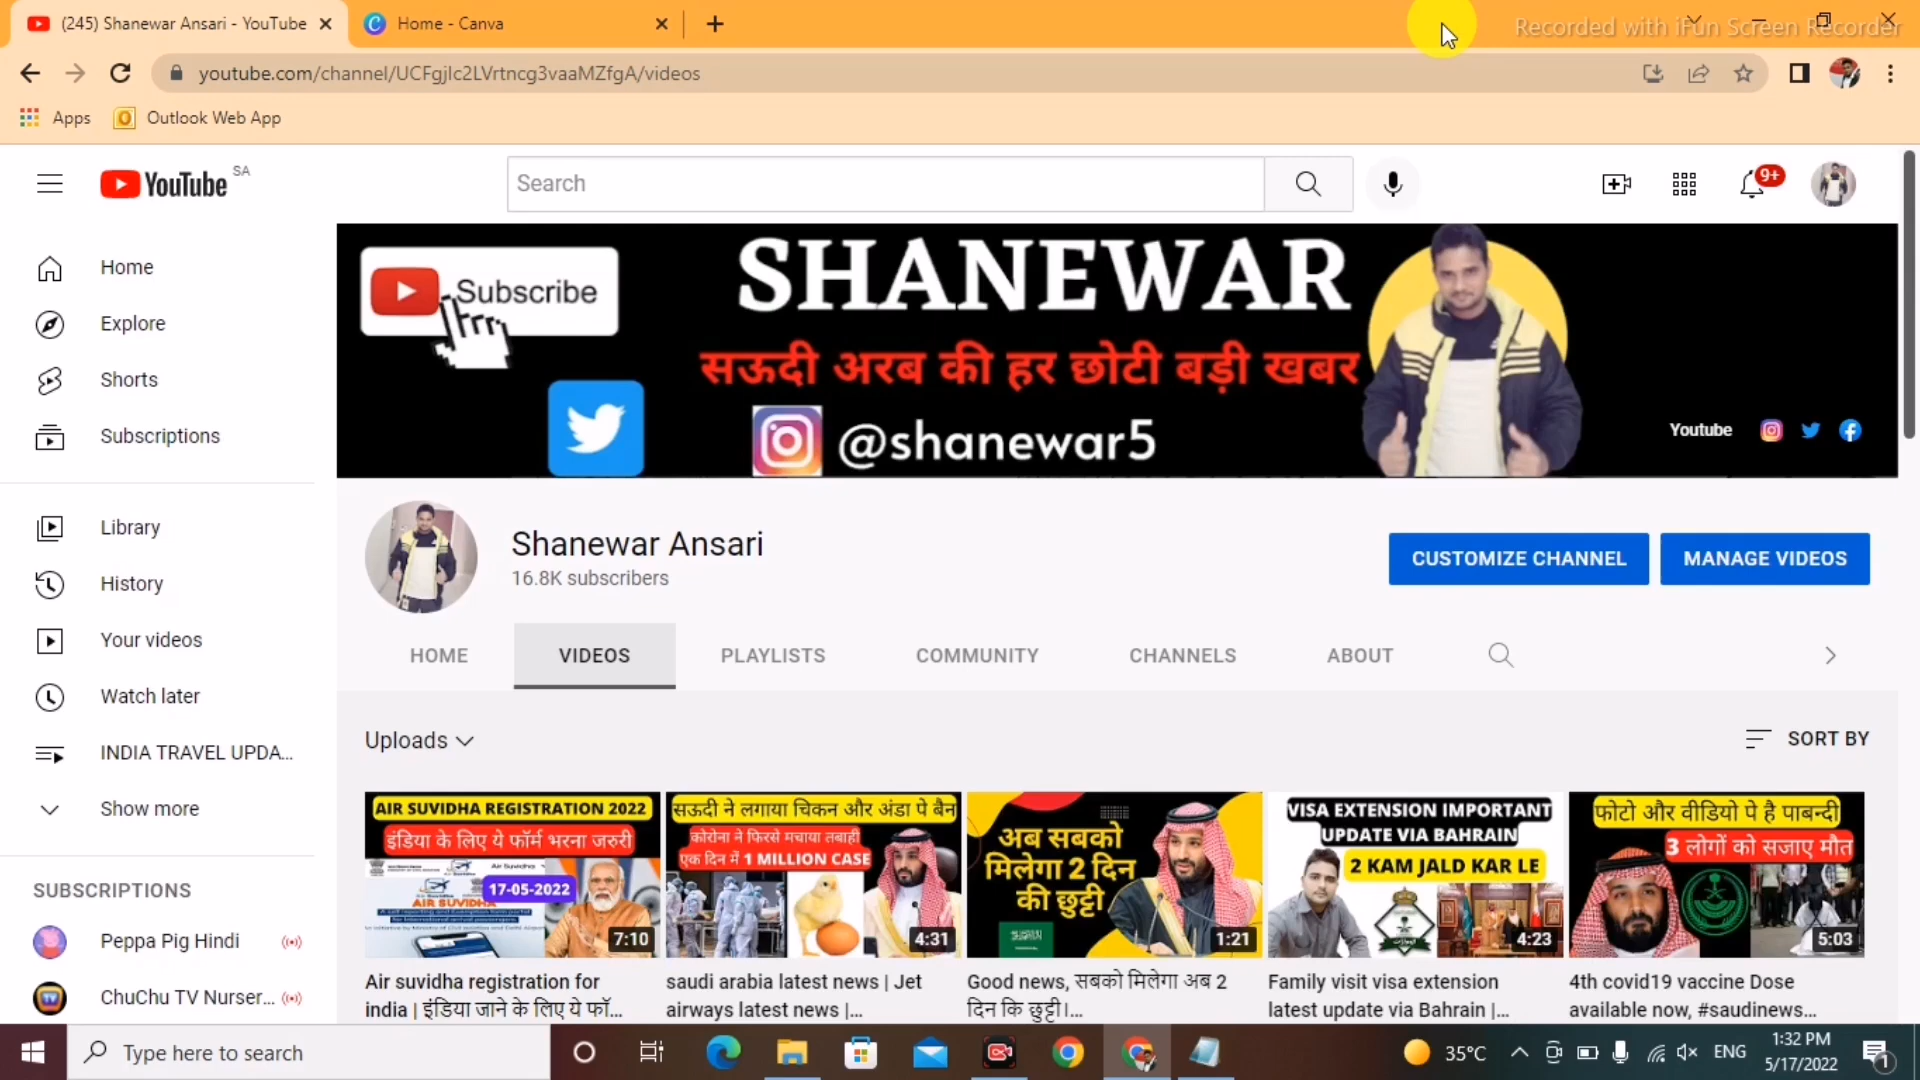 (245) Shanewar Ansari - YouTube
Home - Canva
Recorded with iFun Screen Recorder
youtube.com/channel/UCFgjIc2LVrtncg3vaaMZfgA/videos
Apps
Outlook Web App
YouTube SA
Search
9+
Home
Explore
Shorts
Subscriptions
Library
History
Your videos
Watch later
INDIA TRAVEL UPDA...
Show more
SUBSCRIPTIONS
Peppa Pig Hindi
ChuChu TV Nurser...
Subscribe
SHANEWAR
सऊदी अरब की हर छोटी बड़ी खबर
@shanewar5
Youtube
Shanewar Ansari
16.8K subscribers
CUSTOMIZE CHANNEL
MANAGE VIDEOS
HOME
VIDEOS
PLAYLISTS
COMMUNITY
CHANNELS
ABOUT
Uploads
SORT BY
AIR SUVIDHA REGISTRATION 2022
इंडिया के लिए ये फॉर्म भरना जरुरी
Air Suvidha
17-05-2022
AIR SUVIDHA
7:10
Air suvidha registration for
india | इंडिया जाने के लिए ये फॉ...
सऊदी ने लगाया चिकन और अंडा पे बैन
कोरोना ने फिरसे मचाया तबाही
एक दिन में 1 MILLION CASE
4:31
saudi arabia latest news | Jet
airways latest news |...
अब सबको
मिलेगा 2 दिन
की छुट्टी
1:21
Good news, सबको मिलेगा अब 2
दिन कि छुट्टी।...
VISA EXTENSION IMPORTANT
UPDATE VIA BAHRAIN
2 KAM JALD KAR LE
4:23
Family visit visa extension
latest update via Bahrain |...
फोटो और वीडियो पे है पाबन्दी
3 लोगों को सजाए मौत
5:03
4th covid19 vaccine Dose
available now, #saudinews...
Type here to search
35°C
ENG
1:32 PM
5/17/2022
1